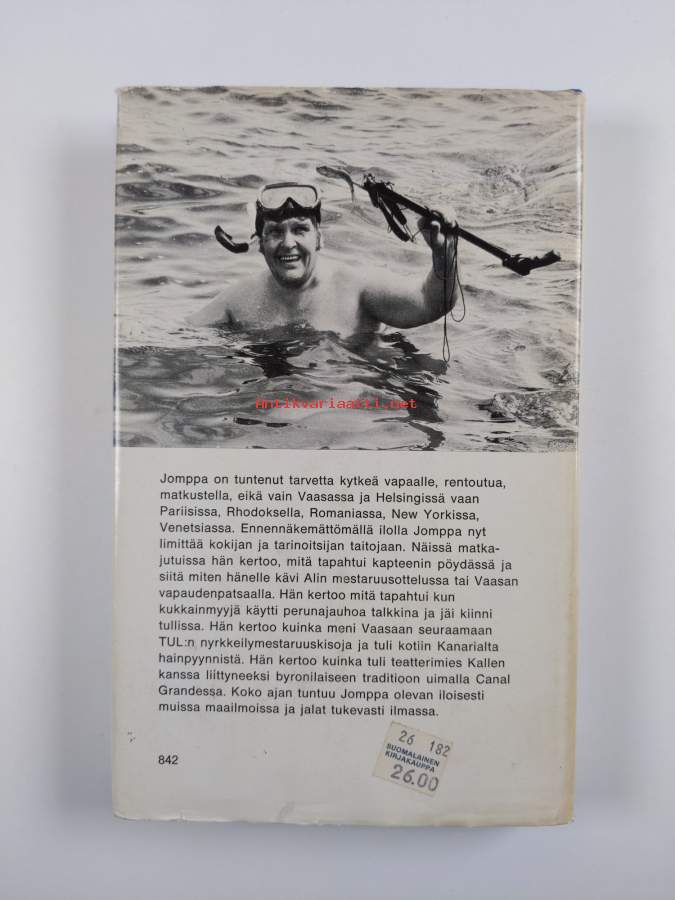 antikvariaatti.net
Jomppa on tuntenut tarvetta kytkeä vapaalle, rentoutua,
matkustella, eikä vain Vaasassa ja Helsingissä vaan
Pariisissa, Rhodoksella, Romaniassa, New Yorkissa,
Venetsiassa. Ennennäkemättömällä ilolla Jomppa nyt
limittää kokijan ja tarinoitsijan taitojaan. Näissä matka-
jutuissa hän kertoo, mitä tapahtui kapteenin pöydässä ja
siitä miten hänelle kävi Alin mestaruusottelussa tai Vaasan
vapaudenpatsaalla. Hän kertoo mitä tapahtui kun
kukkainmyyjä käytti perunajauhoa talkkina ja jäi kiinni
tullissa. Hän kertoo kuinka meni Vaasaan seuraamaan
TUL:n nyrkkeilymestaruuskisoja ja tuli kotiin Kanarialta
hainpyynnistä. Hän kertoo kuinka tuli teatterimies Kallen
kanssa liittyneeksi byronilaiseen traditioon uimalla Canal
Grandessa. Koko ajan tuntuu Jomppa olevan iloisesti
muissa maailmoissa ja jalat tukevasti ilmassa.
842
26 182
SUOMALAINEN
KIRJAKAUPPA
26.00